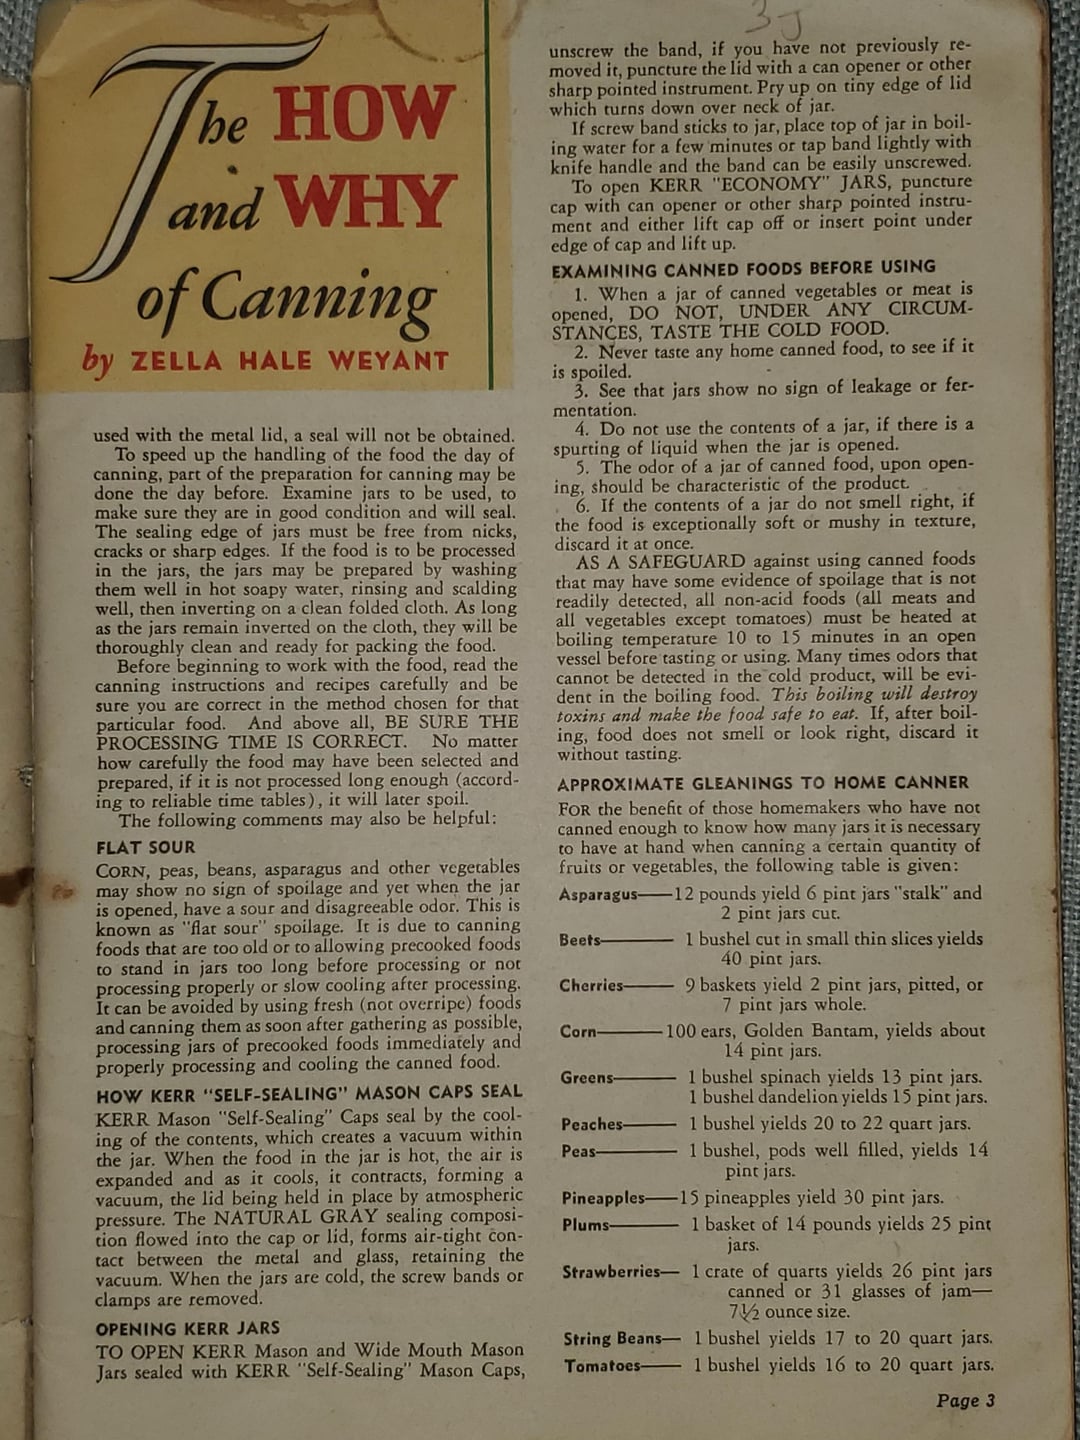 The HOW
and WHY
of Canning
by ZELLA HALE WEYANT
used with the metal lid, a seal will not be obtained.
To speed up the handling of the food the day of
canning, part of the preparation for canning may be
done the day before. Examine jars to be used, to
make sure they are in good condition and will seal.
The sealing edge of jars must be free from nicks,
cracks or sharp edges. If the food is to be processed
in the jars, the jars may be prepared by washing
them well in hot soapy water, rinsing and scalding
well, then inverting on a clean folded cloth. As long
as the jars remain inverted on the cloth, they will be
thoroughly clean and ready for packing the food.
Before beginning to work with the food, read the
canning instructions and recipes carefully and be
sure you are correct in the method chosen for that
particular food. And above all, BE SURE THE
PROCESSING TIME IS CORRECT. No matter
how carefully the food may have been selected and
prepared, if it is not processed long enough (accord-
ing to reliable time tables), it will later spoil.
The following comments may also be helpful:
FLAT SOUR
CORN, peas, beans, asparagus and other vegetables
may show no sign of spoilage and yet when the jar
is opened, have a sour and disagreeable odor. This is
known as "flat sour" spoilage. It is due to canning
foods that are too old or to allowing precooked foods
to stand in jars too long before processing or not
processing properly or slow cooling after processing.
It can be avoided by using fresh (not overripe) foods
and canning them as soon after gathering as possible,
processing jars of precooked foods immediately and
properly processing and cooling the canned food.
HOW KERR "SELF-SEALING" MASON CAPS SEAL
KERR Mason "Self-Sealing" Caps seal by the cool-
ing of the contents, which creates a vacuum within
the jar. When the food in the jar is hot, the air is
expanded and as it cools, it contracts, forming a
vacuum, the lid being held in place by atmospheric
pressure. The NATURAL GRAY sealing composi-
tion flowed into the cap or lid, forms air-tight con-
tact between the metal and glass, retaining the
vacuum. When the jars are cold, the screw bands or
clamps are removed.
OPENING KERR JARS
TO OPEN KERR Mason and Wide Mouth Mason
Jars sealed with KERR "Self-Sealing" Mason Caps,
3J
unscrew the band, if you have not previously re-
moved it, puncture the lid with a can opener or other
sharp pointed instrument. Pry up on tiny edge of lid
which turns down over neck of jar.
If screw band sticks to jar, place top of jar in boil-
ing water for a few minutes or tap band lightly with
knife handle and the band can be easily unscrewed.
To open KERR "ECONOMY" JARS, puncture
cap with can opener or other sharp pointed instru-
ment and either lift cap off or insert point under
edge of cap and lift up.
EXAMINING CANNED FOODS BEFORE USING
1. When a jar of canned vegetables or meat is
opened, DO NOT, UNDER ANY CIRCUM-
STANCES, TASTE THE COLD FOOD.
2. Never taste any home canned food, to see if it
is spoiled.
3. See that jars show no sign of leakage or fer-
mentation.
4. Do not use the contents of a jar, if there is a
spurting of liquid when the jar is opened.
5. The odor of a jar of canned food, upon open-
ing, should be characteristic of the product.
6. If the contents of a jar do not smell right, if
the food is exceptionally soft or mushy in texture,
discard it at once.
AS A SAFEGUARD against using canned foods
that may have some evidence of spoilage that is not
readily detected, all non-acid foods (all meats and
all vegetables except tomatoes) must be heated at
boiling temperature 10 to 15 minutes in an open
vessel before tasting or using. Many times odors that
cannot be detected in the cold product, will be evi-
dent in the boiling food. This boiling will destroy
toxins and make the food safe to eat. If, after boil-
ing, food does not smell or look right, discard it
without tasting.
APPROXIMATE GLEANINGS TO HOME CANNER
FOR the benefit of those homemakers who have not
canned enough to know how many jars it is necessary
to have at hand when canning a certain quantity of
fruits or vegetables, the following table is given:
Asparagus—12 pounds yield 6 pint jars "stalk" and
2 pint jars cut.
Beets— 1 bushel cut in small thin slices yields
40 pint jars.
Cherries— 9 baskets yield 2 pint jars, pitted, or
7 pint jars whole.
Corn—100 ears, Golden Bantam, yields about
14 pint jars.
Greens— 1 bushel spinach yields 13 pint jars.
1 bushel dandelion yields 15 pint jars.
Peaches— 1 bushel yields 20 to 22 quart jars.
Peas— 1 bushel, pods well filled, yields 14
pint jars.
Pineapples—15 pineapples yield 30 pint jars.
Plums— 1 basket of 14 pounds yields 25 pint
jars.
Strawberries— 1 crate of quarts yields 26 pint jars
canned or 31 glasses of jam—
7½ ounce size.
String Beans— 1 bushel yields 17 to 20 quart jars.
Tomatoes— 1 bushel yields 16 to 20 quart jars.
Page 3